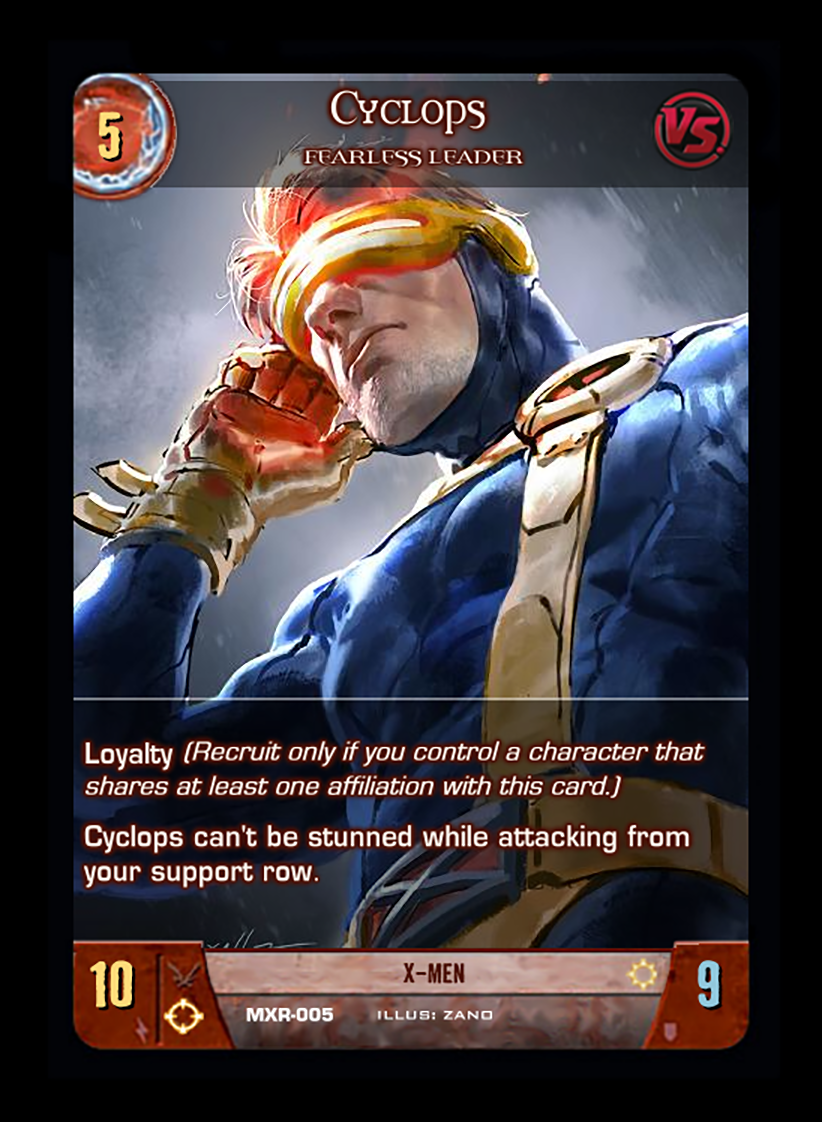 5
Cyclops
FEARLESS LEADER
VS.
Loyalty (Recruit only if you control a character that
shares at least one affiliation with this card.)
Cyclops can't be stunned while attacking from
your support row.
10
X-MEN
9
MXR-005 ILLUS: ZANO